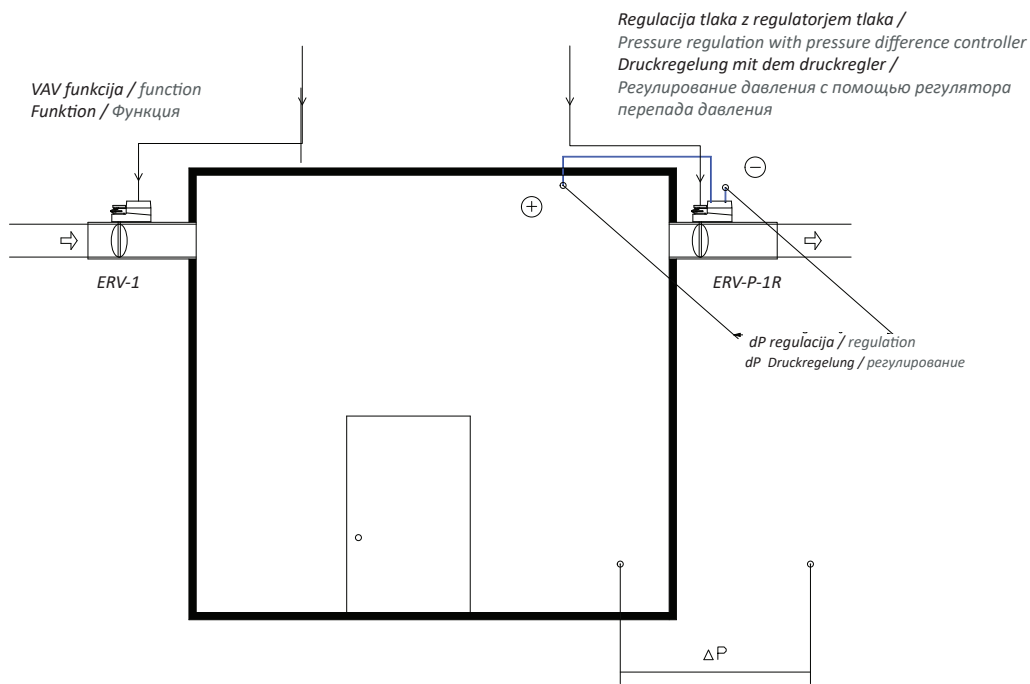 Regulacija tlaka z regulatorjem tlaka /
Pressure regulation with pressure difference controller
Druckregelung mit dem druckregler /
Регулирование давления с помощью регулятора
перепада давления
VAV funkcija / function
Funktion / Функция
ERV-1
ERV-P-1R
dP regulacija / regulation
dP Druckregelung / регулирование
ΔP